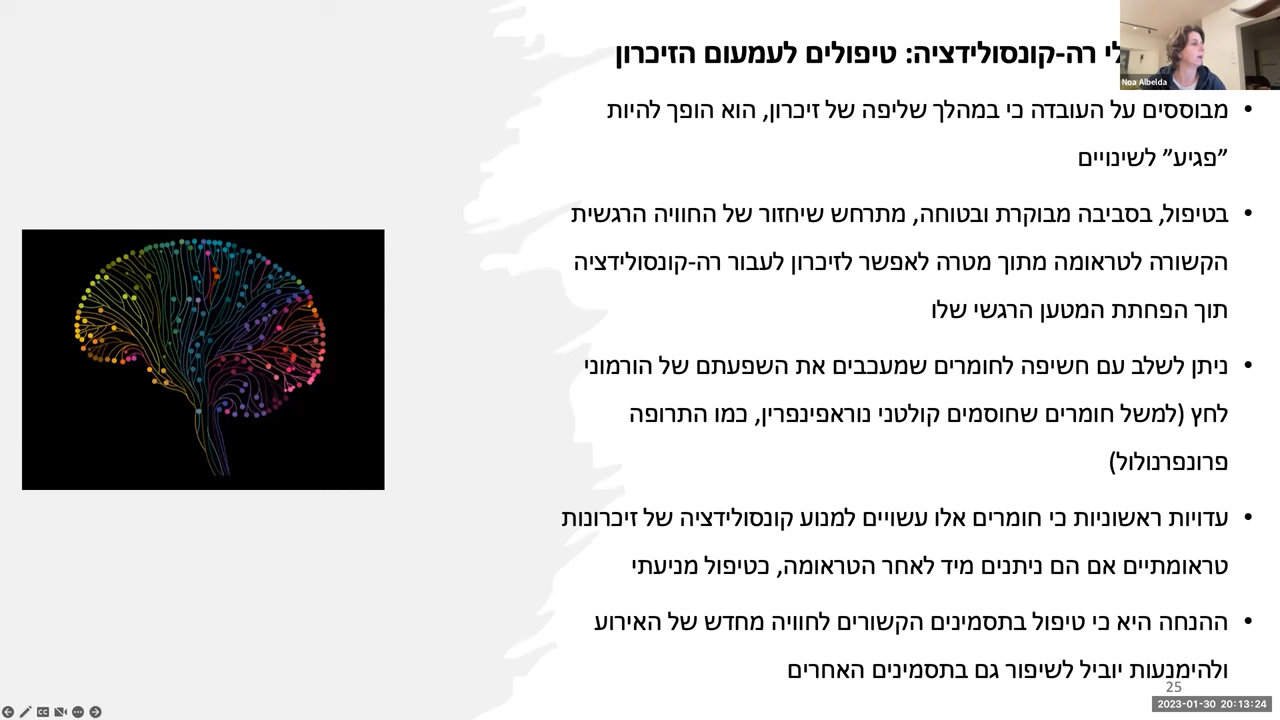 לי רה-קונסולידציה: טיפולים לעמעום הזיכרון
Noa Albelda
• מבוססים על העובדה כי במהלך שליפה של זיכרון, הוא הופך להיות
”פגיע” לשינויים
• בטיפול, בסביבה מבוקרת ובטוחה, מתרחש שיחזור של החוויה הרגשית
הקשורה לטראומה מתוך מטרה לאפשר לזיכרון לעבור רה-קונסולידציה
תוך הפחתת המטען הרגשי שלו
• ניתן לשלב עם חשיפה לחומרים שמעכבים את השפעתם של הורמוני
לחץ (למשל חומרים שחוסמים קולטני נוראפינפרין, כמו התרופה
פרונפרנולול)
• עדויות ראשוניות כי חומרים אלו עשויים למנוע קונסולידציה של זיכרונות
טראומתיים אם הם ניתנים מיד לאחר הטראומה, כטיפול מניעתי
• ההנחה היא כי טיפול בתסמינים הקשורים לחוויה מחדש של האירוע
ולהימנעות יוביל לשיפור גם בתסמינים האחרים
25
2023-01-30 20:13:24